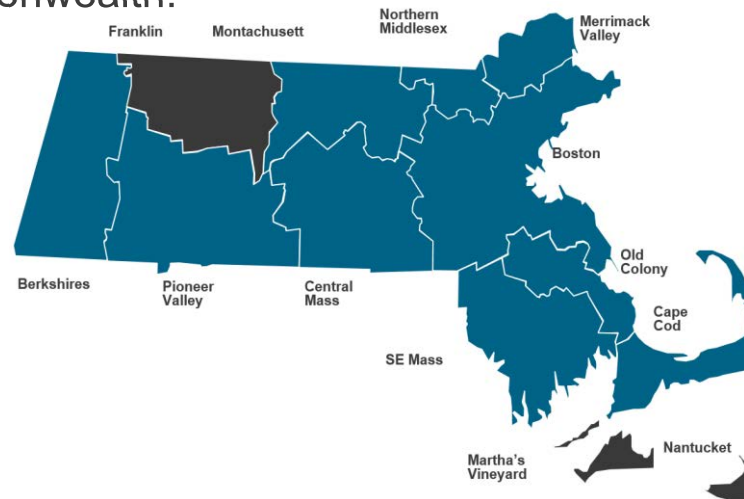 Franklin
Montachusett
Northern
Middlesex
Merrimack
Valley
Boston
Old
Colony
Cape
Cod
Berkshires
Pioneer
Valley
Central
Mass
SE Mass
Martha's
Vineyard
Nantucket